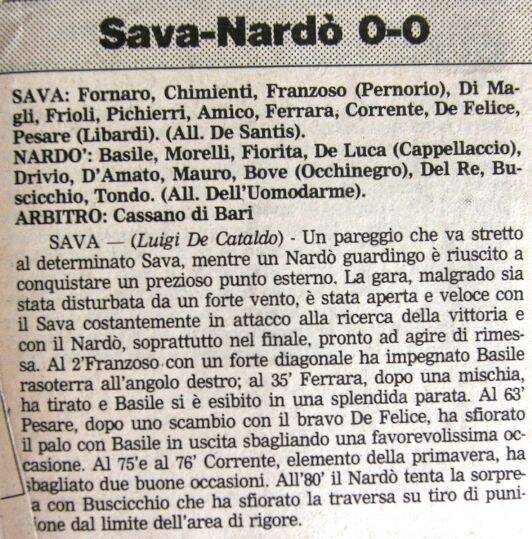 Sava-Nardò 0-0
SAVA: Fornaro, Chimienti, Franzoso (Pernorio), Di Ma-
gli, Frioli, Pichierri, Amico, Ferrara, Corrente, De Felice,
Pesare (Libardi). (All. De Santis).
NARDO': Basile, Morelli, Fiorita, De Luca (Cappellaccio),
Drivio, D'Amato, Mauro, Bove (Occhinegro), Del Re, Bu-
scicchio, Tondo. (All. Dell'Uomodarme).
ARBITRO: Cassano di Bari
SAVA — (Luigi De Cataldo) - Un pareggio che va stretto
al determinato Sava, mentre un Nardò guardingo è riuscito a
conquistare un prezioso punto esterno. La gara, malgrado sia
stata disturbata da un forte vento, è stata aperta e veloce con
il Sava costantemente in attacco alla ricerca della vittoria e
con il Nardò, soprattutto nel finale, pronto ad agire di rimes-
sa. Al 2'Franzoso con un forte diagonale ha impegnato Basile
rasoterra all'angolo destro; al 35' Ferrara, dopo una mischia,
ha tirato e Basile si è esibito in una splendida parata. Al 63'
Pesare, dopo uno scambio con il bravo De Felice, ha sfiorato
il palo con Basile in uscita sbagliando una favorevolissima oc-
casione. Al 75'e al 76' Corrente, elemento della primavera, ha
sbagliato due buone occasioni. All'80' il Nardò tenta la sorpre-
a con Buscicchio che ha sfiorato la traversa su tiro di puni-
ione dal limite dell'area di rigore.